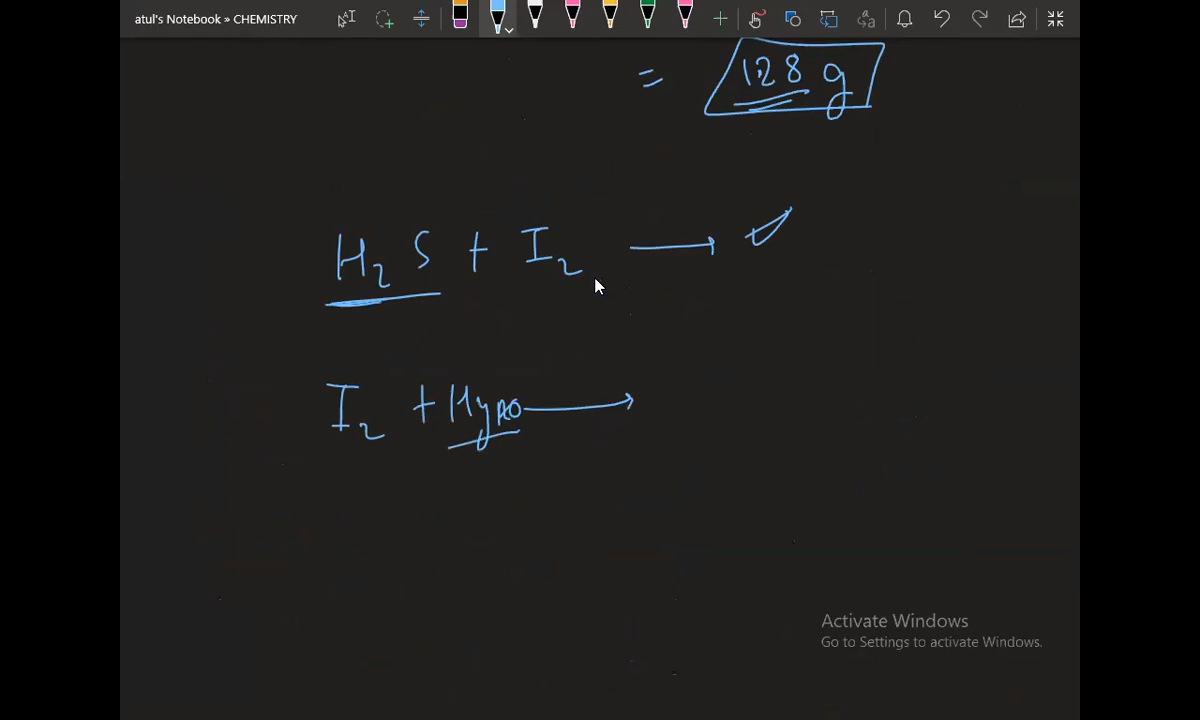 atul's Notebook » CHEMISTRY
= 128 g
H₂S + I₂ →
I₂ + Hypo →
Activate Windows
Go to Settings to activate Windows.